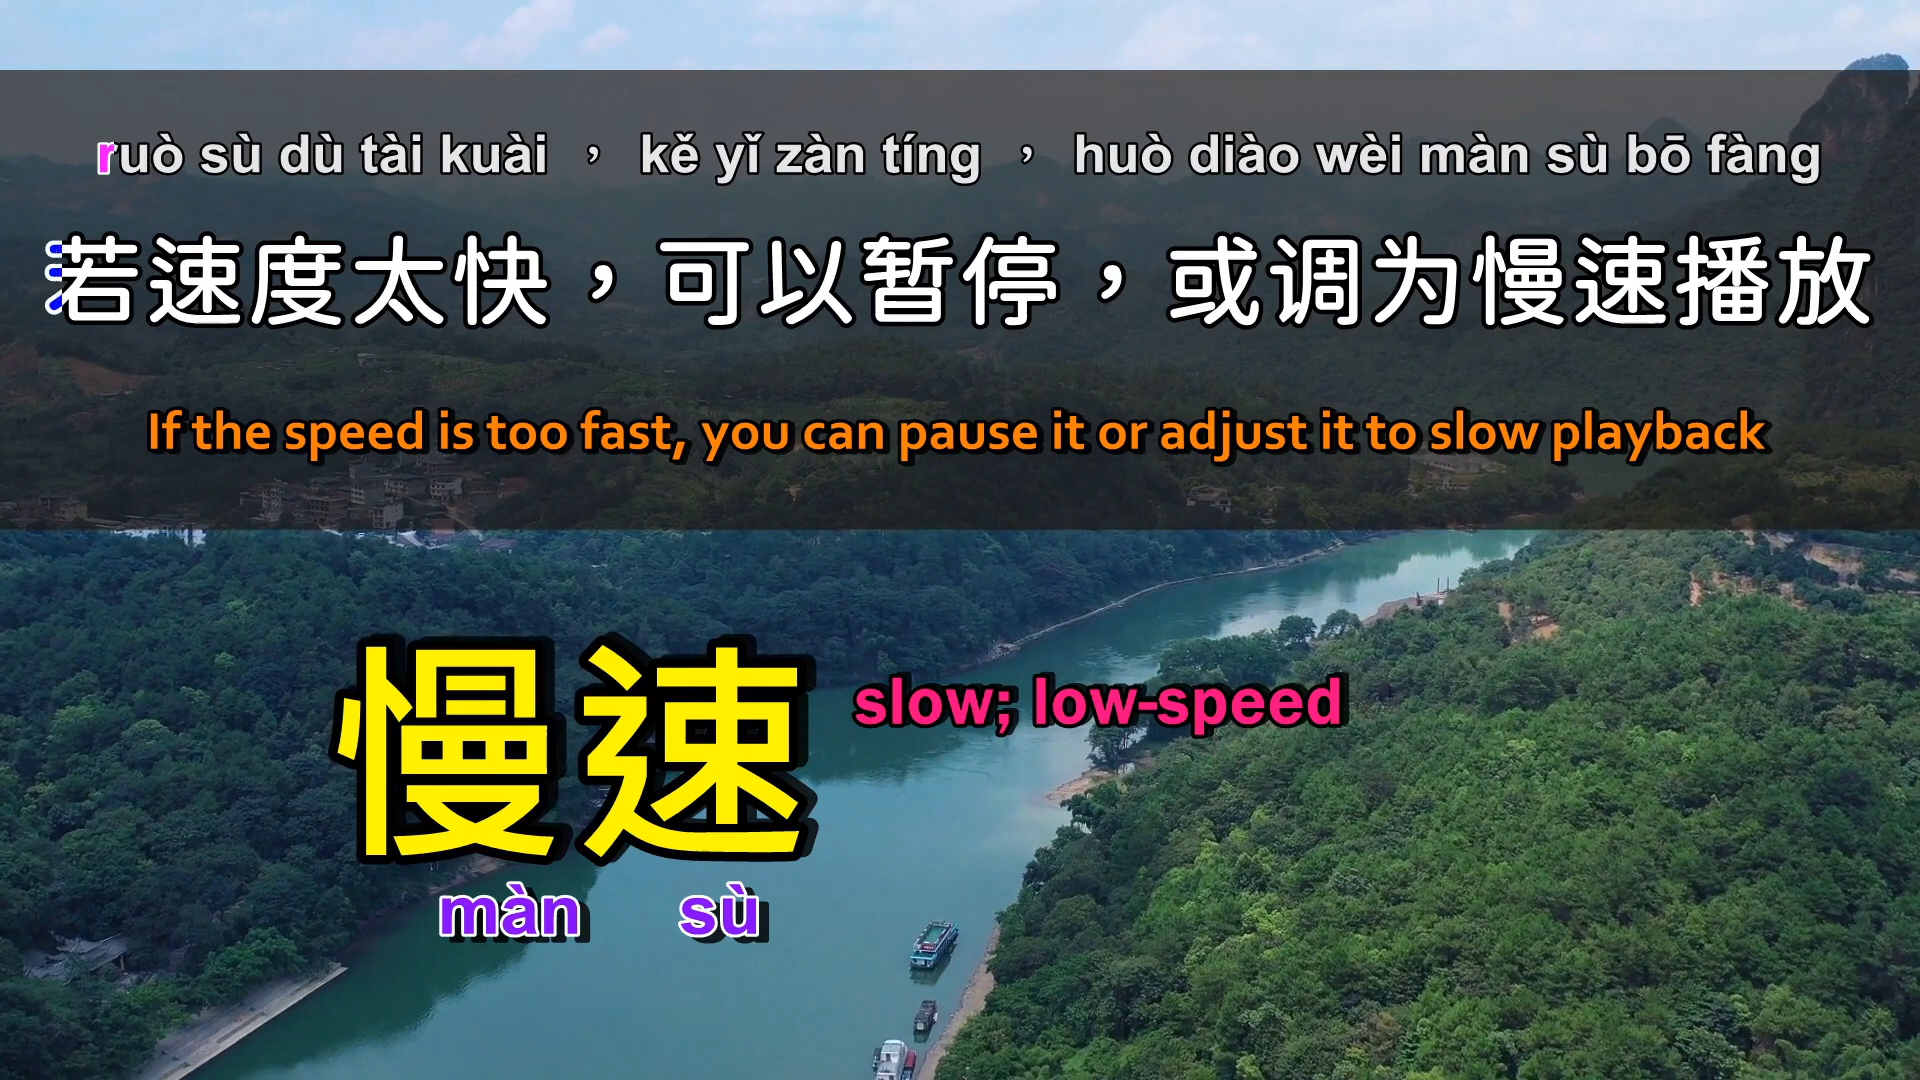 ruò sù dù tài kuài ， kě yǐ zàn tíng ， huò diào wèi màn sù bō fàng
若速度太快，可以暂停，或调为慢速播放
If the speed is too fast, you can pause it or adjust it to slow playback
慢速
slow; low-speed
màn sù